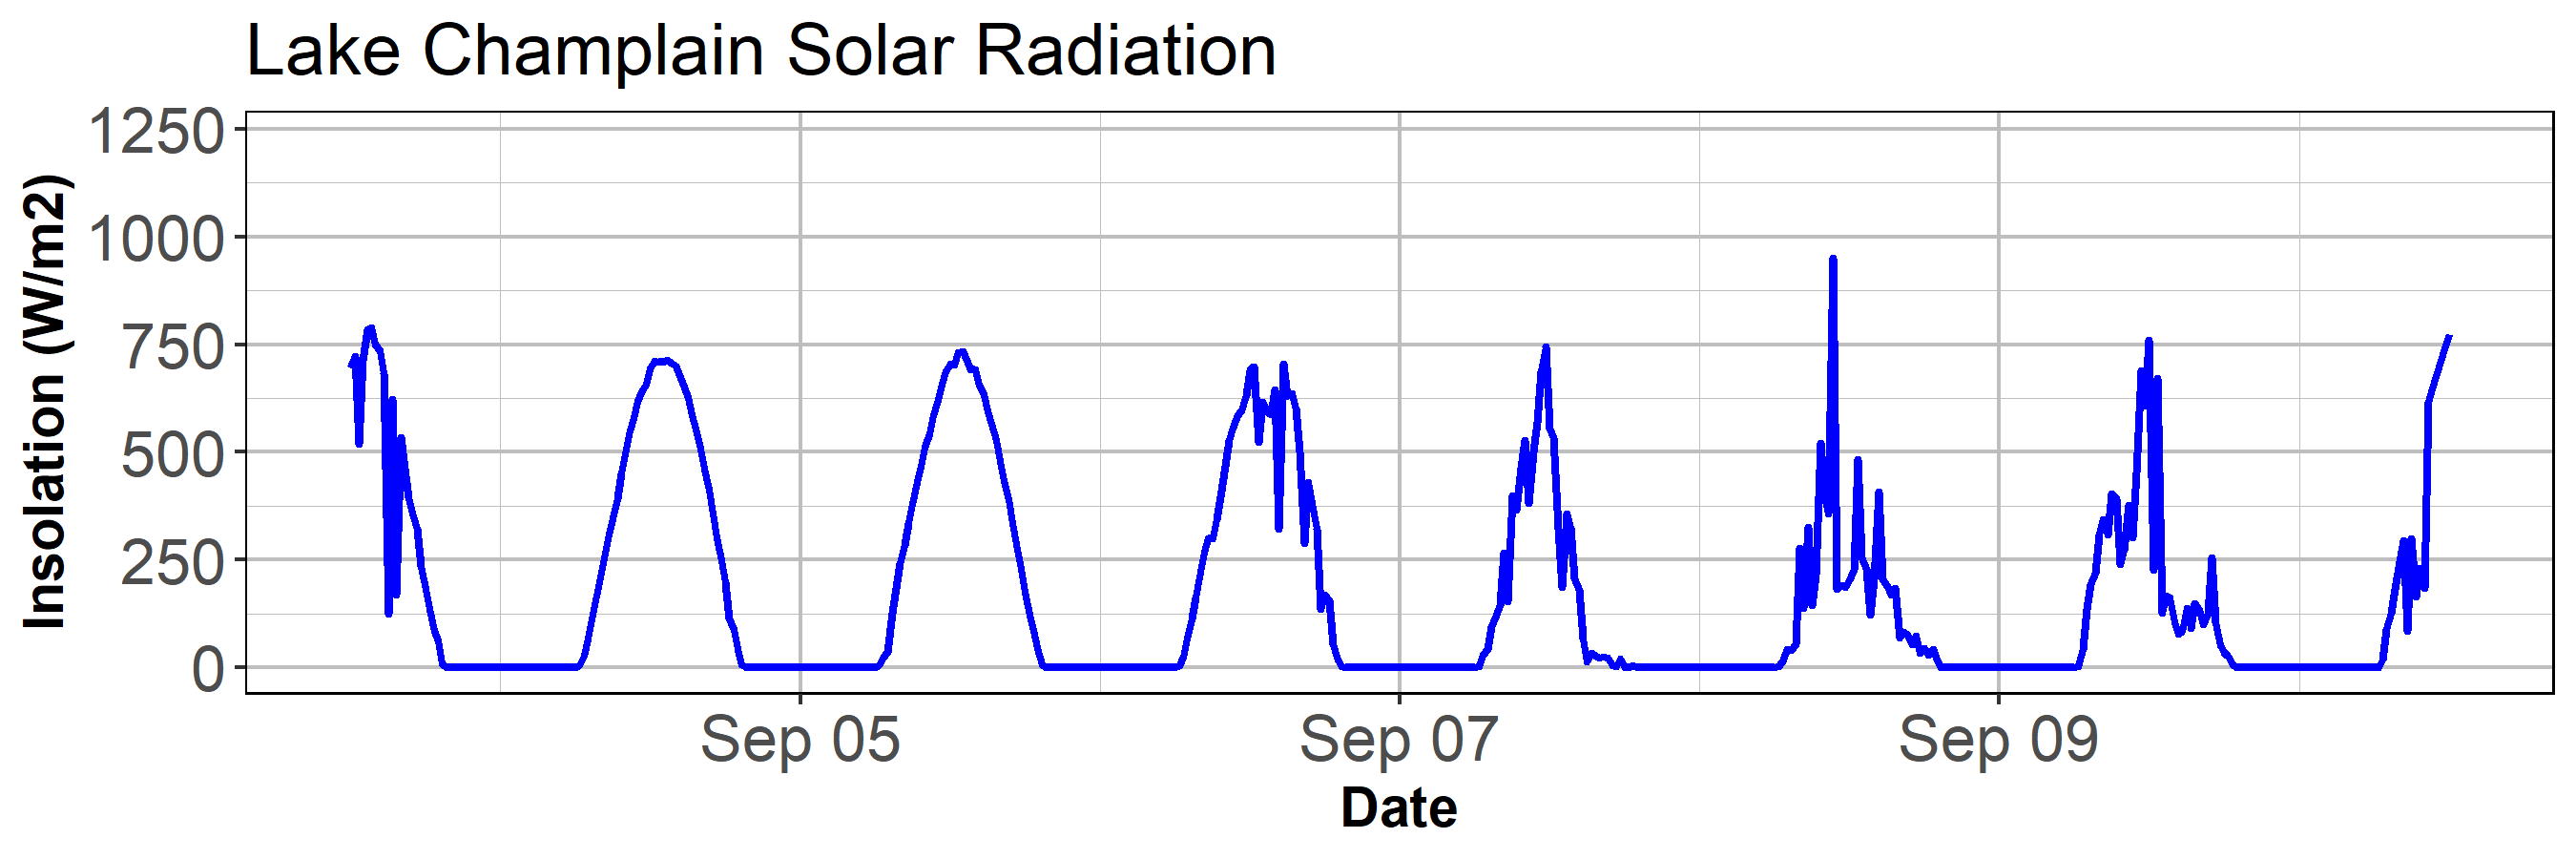 Lake Champlain Solar Radiation
Insolation (W/m2)
1250
1000
750
500
250
0
Sep 05 Sep 07 Sep 09
Date